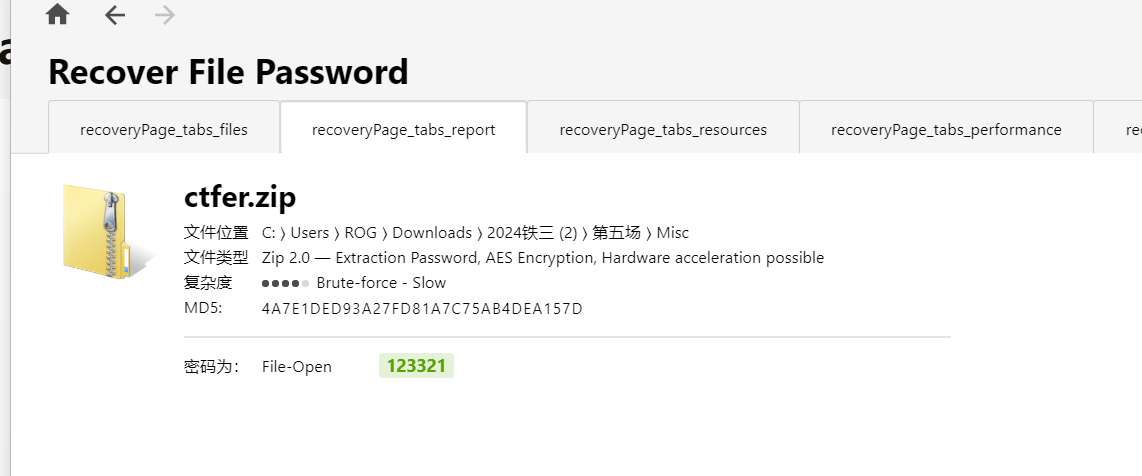 Recover File Password
recoveryPage_tabs_files recoveryPage_tabs_report recoveryPage_tabs_resources recoveryPage_tabs_performance
ctfer.zip
文件位置 C: 〉Users 〉ROG 〉Downloads 〉2024铁三 (2) 〉第五场 〉Misc
文件类型 Zip 2.0 — Extraction Password, AES Encryption, Hardware acceleration possible
复杂度 Brute-force - Slow
MD5: 4A7E1DED93A27FD81A7C75AB4DEA157D
密码为： File-Open 123321